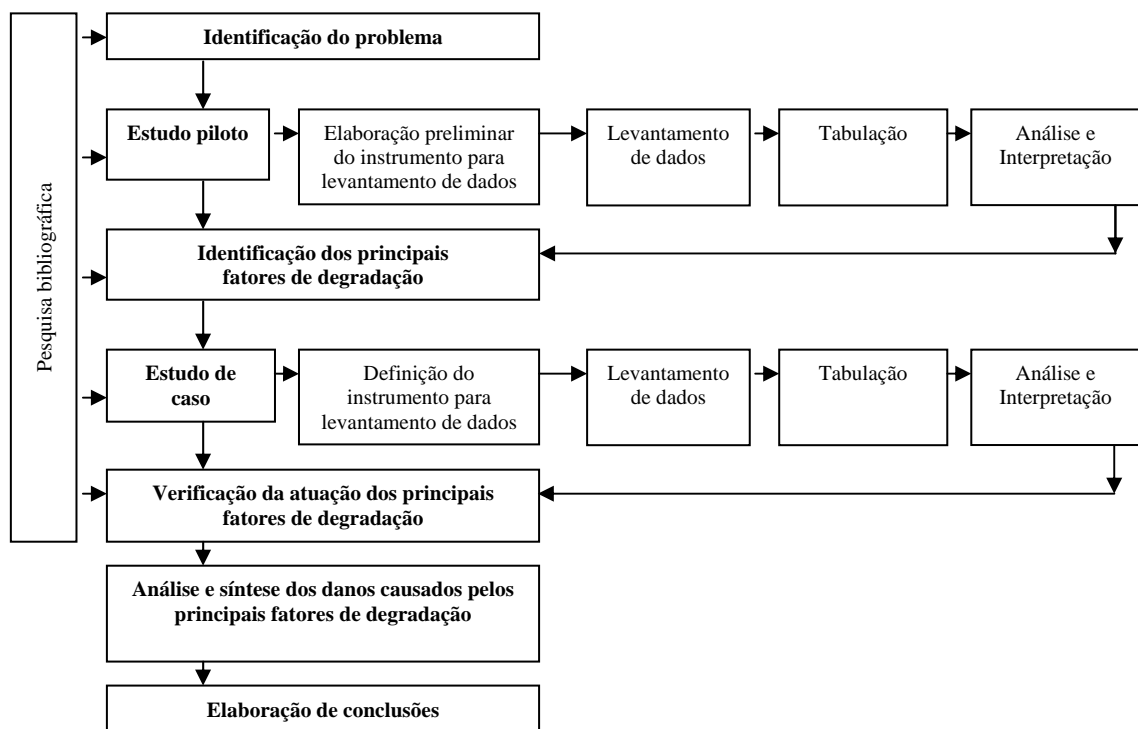 Pesquisa bibliográfica
Identificação do problema
Estudo piloto
Elaboração preliminar
do instrumento para
levantamento de dados
Levantamento
de dados
Tabulação
Análise e
Interpretação
Identificação dos principais
fatores de degradação
Estudo de
caso
Definição do
instrumento para
levantamento de dados
Levantamento
de dados
Tabulação
Análise e
Interpretação
Verificação da atuação dos principais
fatores de degradação
Análise e síntese dos danos causados pelos
principais fatores de degradação
Elaboração de conclusões